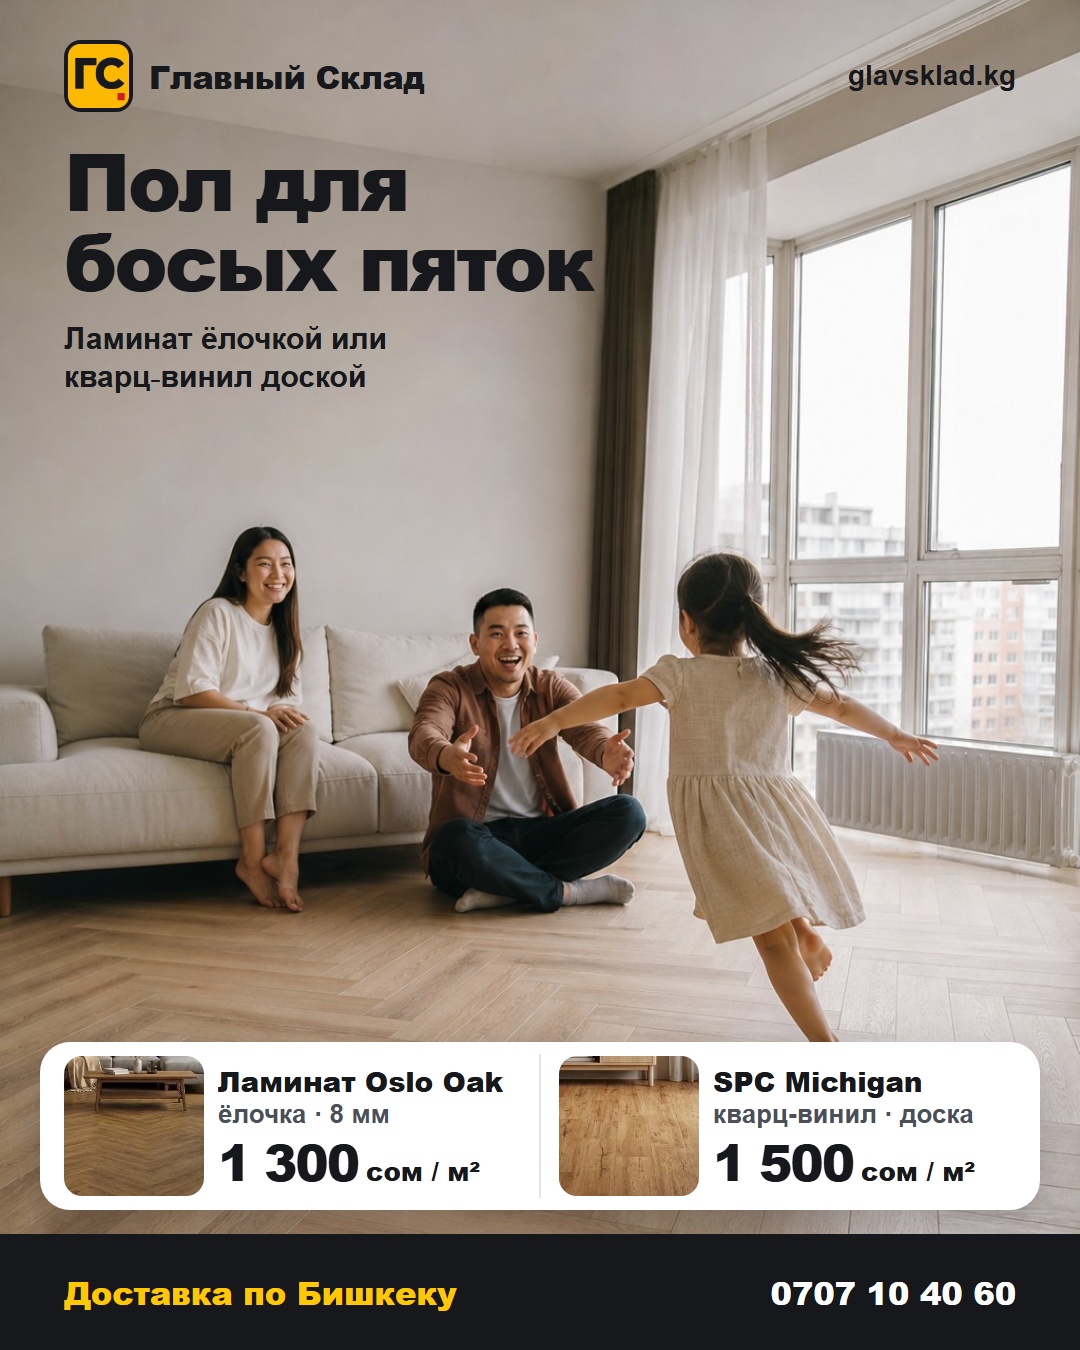 ГС
Главный Склад
glavsklad.kg
Пол для
босых пяток
Ламинат ёлочкой или
кварц-винил доской
Ламинат Oslo Oak
ёлочка · 8 мм
1 300 сом / м²
SPC Michigan
кварц-винил · доска
1 500 сом / м²
Доставка по Бишкеку
0707 10 40 60